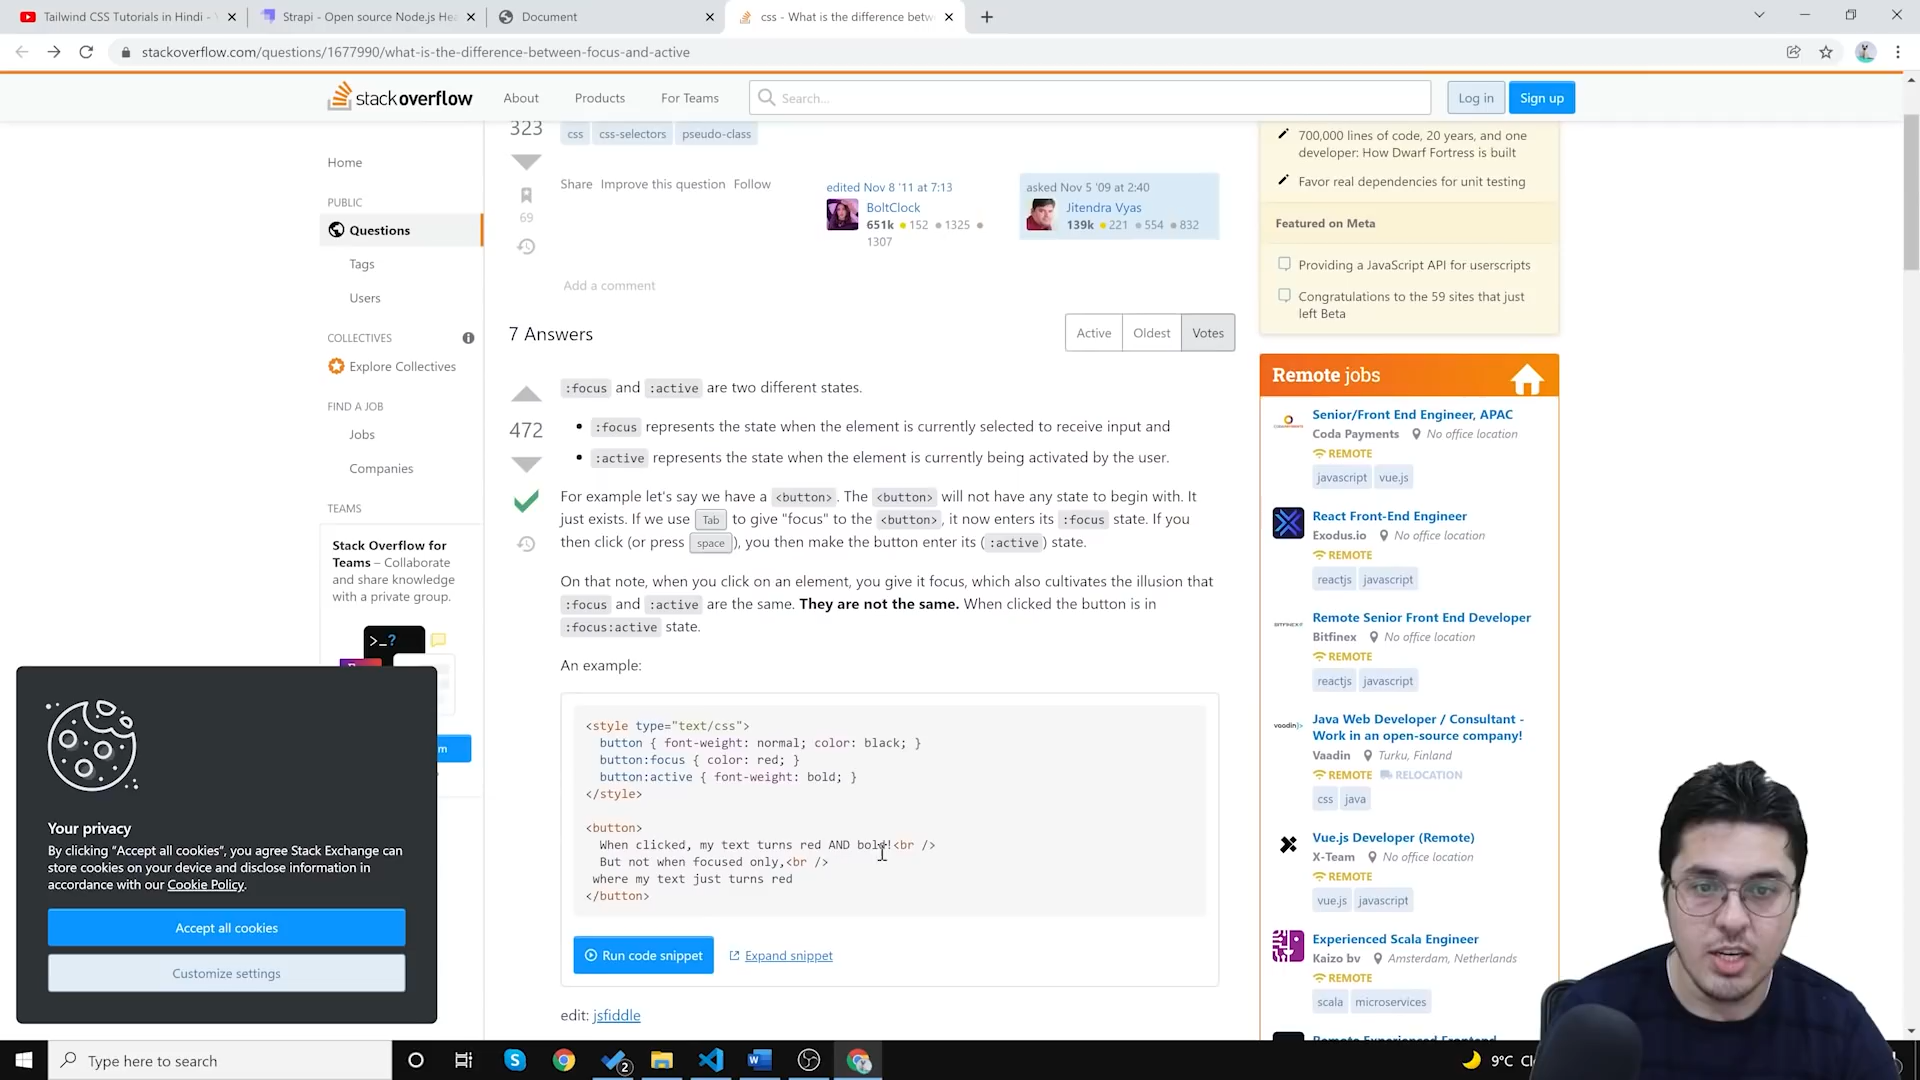 Tailwind CSS Tutorials in Hindi -
Strapi - Open source Node.js Hea
Document
css - What is the difference betw
stackoverflow.com/questions/1677990/what-is-the-difference-between-focus-and-active
stackoverflow
About
Products
For Teams
Search...
Log in
Sign up
Home
PUBLIC
Questions
Tags
Users
COLLECTIVES
Explore Collectives
FIND A JOB
Jobs
Companies
TEAMS
Stack Overflow for
Teams – Collaborate
and share knowledge
with a private group.
>_?
323
css css-selectors pseudo-class
69
Share Improve this question Follow
edited Nov 8 '11 at 7:13
BoltClock
651k 152 1325
1307
asked Nov 5 '09 at 2:40
Jitendra Vyas
139k 221 554 832
Add a comment
7 Answers
Active Oldest Votes
472
:focus and :active are two different states.
:focus represents the state when the element is currently selected to receive input and
:active represents the state when the element is currently being activated by the user.
For example let's say we have a <button>. The <button> will not have any state to begin with. It
just exists. If we use Tab to give "focus" to the <button>, it now enters its :focus state. If you
then click (or press space), you then make the button enter its (:active) state.
On that note, when you click on an element, you give it focus, which also cultivates the illusion that
:focus and :active are the same. They are not the same. When clicked the button is in
:focus:active state.
An example:
<style type="text/css">
button { font-weight: normal; color: black; }
button:focus { color: red; }
button:active { font-weight: bold; }
</style>
<button>
When clicked, my text turns red AND bold!<br />
But not when focused only,<br />
where my text just turns red
</button>
Run code snippet
Expand snippet
edit: jsfiddle
700,000 lines of code, 20 years, and one
developer: How Dwarf Fortress is built
Favor real dependencies for unit testing
Featured on Meta
Providing a JavaScript API for userscripts
Congratulations to the 59 sites that just
left Beta
Remote jobs
Senior/Front End Engineer, APAC
Coda Payments No office location
REMOTE
javascript vue.js
React Front-End Engineer
Exodus.io No office location
REMOTE
reactjs javascript
Remote Senior Front End Developer
BITFINEX
Bitfinex No office location
REMOTE
reactjs javascript
Java Web Developer / Consultant -
Work in an open-source company!
vaadin}>
Vaadin Turku, Finland
REMOTE RELOCATION
css java
Vue.js Developer (Remote)
X-Team No office location
REMOTE
vue.js javascript
Experienced Scala Engineer
Kaizo bv Amsterdam, Netherlands
REMOTE
scala microservices
Your privacy
By clicking "Accept all cookies", you agree Stack Exchange can
store cookies on your device and disclose information in
accordance with our Cookie Policy.
Accept all cookies
Customize settings
Type here to search
2
9°C